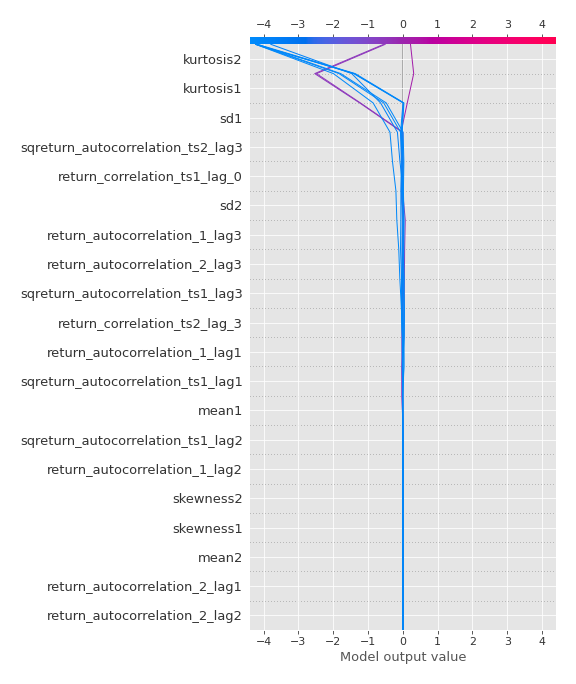 −4 −3 −2 −1 0 1 2 3 4
kurtosis2
kurtosis1
sd1
sqreturn_autocorrelation_ts2_lag3
return_correlation_ts1_lag_0
sd2
return_autocorrelation_1_lag3
return_autocorrelation_2_lag3
sqreturn_autocorrelation_ts1_lag3
return_correlation_ts2_lag_3
return_autocorrelation_1_lag1
sqreturn_autocorrelation_ts1_lag1
mean1
sqreturn_autocorrelation_ts1_lag2
return_autocorrelation_1_lag2
skewness2
skewness1
mean2
return_autocorrelation_2_lag1
return_autocorrelation_2_lag2
−4 −3 −2 −1 0 1 2 3 4
Model output value